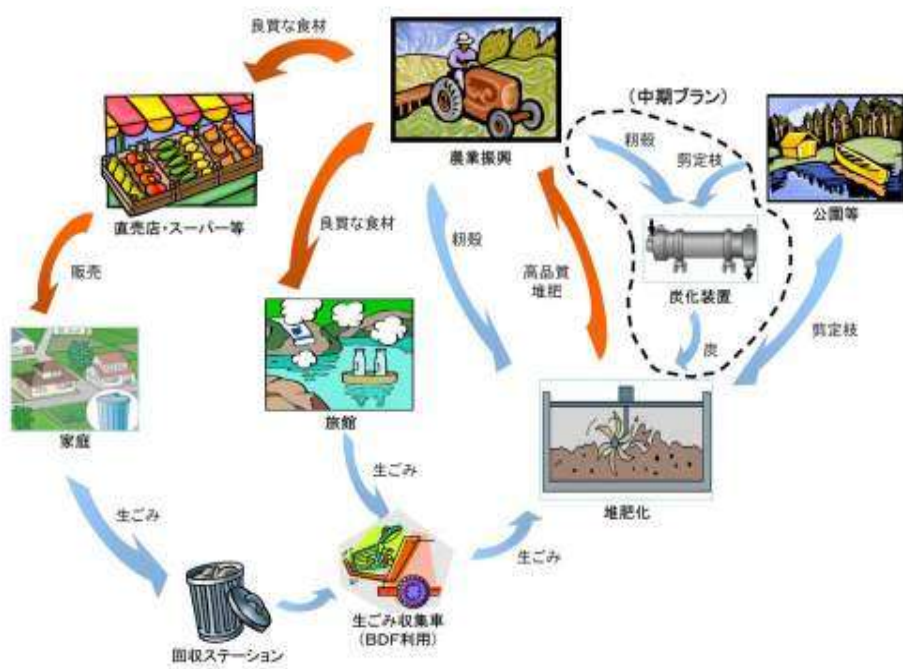 良質な食材
(中期プラン)
籾殻
剪定枝
農業振興
公園等
直売店・スーパー等
良質な食材
籾殻
高品質
堆肥
炭化装置
販売
剪定枝
炭
家庭
旅館
生ごみ
堆肥化
生ごみ
生ごみ
生ごみ収集車
(BDF利用)
回収ステーション